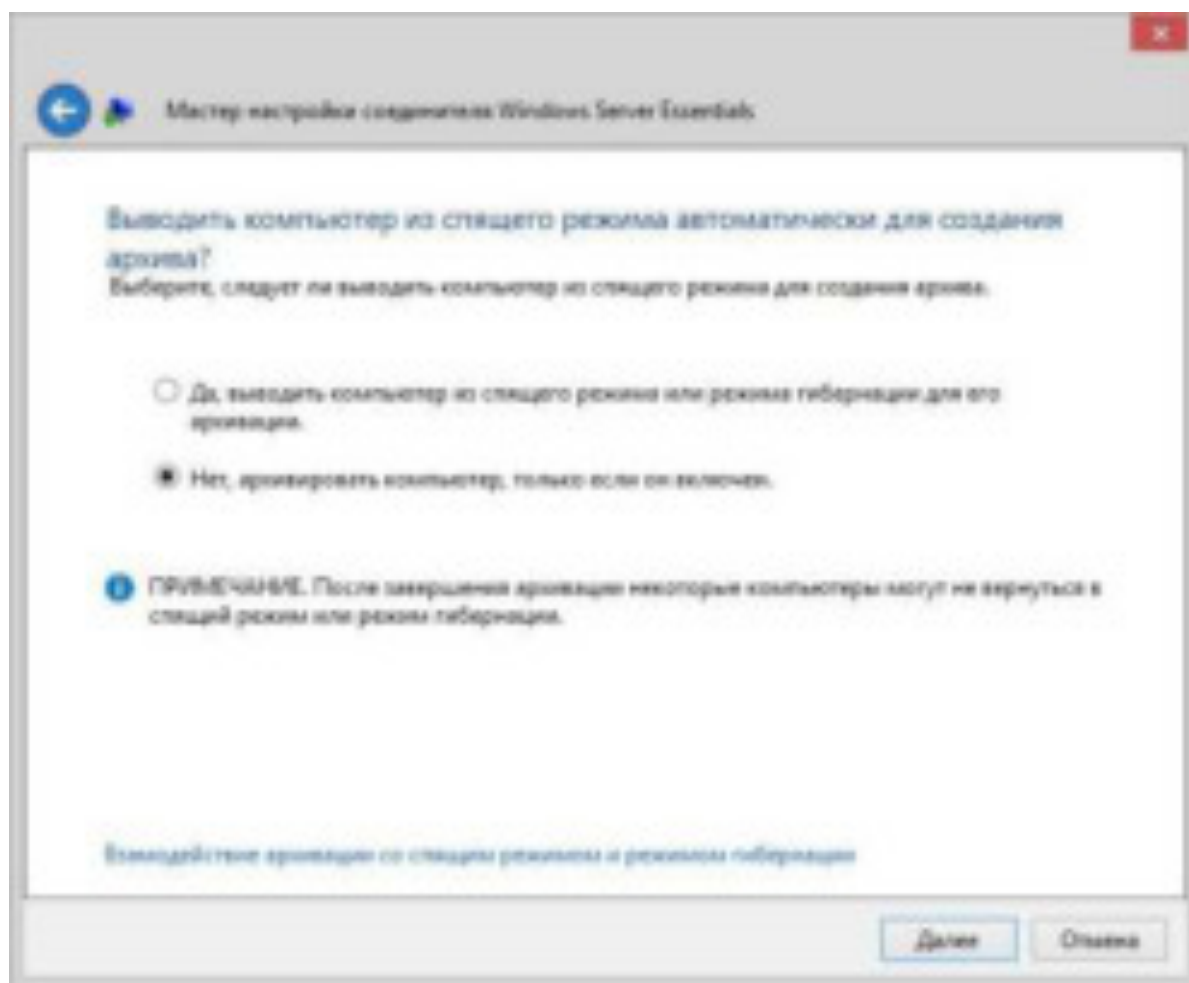 Мастер настройки соединителя Windows Server Essentials
Выводить компьютер из спящего режима автоматически для создания
архива?
Выберите, следует ли выводить компьютер из спящего режима для создания архива.
Да, выводить компьютер из спящего режима или режима гибернации для его
архивации.
Нет, архивировать компьютер, только если он включен.
ПРИМЕЧАНИЕ. После завершения архивации некоторые компьютеры могут не вернуться в
спящий режим или режим гибернации.
Взаимодействие архивации со спящим режимом и режимом гибернации
Далее
Отмена